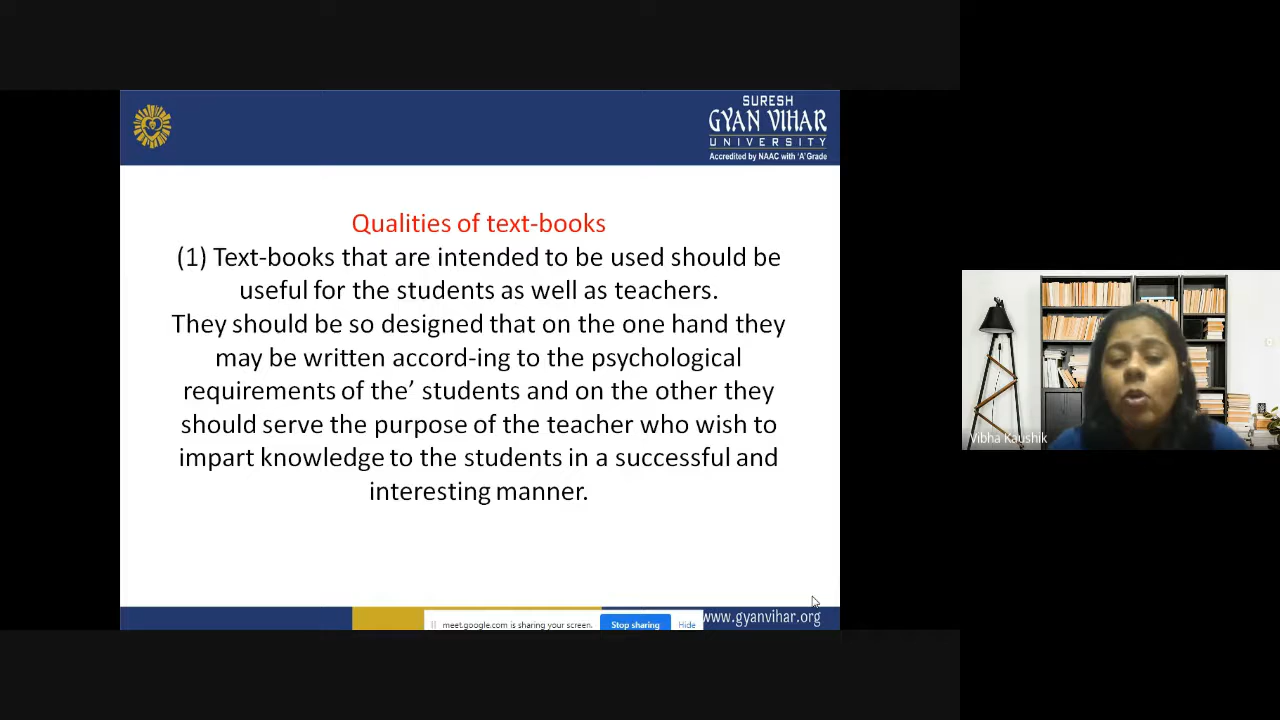 SURESH
GYAN VIHAR
UNIVERSITY
Accredited by NAAC with 'A' Grade
Qualities of text-books
(1) Text-books that are intended to be used should be
useful for the students as well as teachers.
They should be so designed that on the one hand they
may be written accord-ing to the psychological
requirements of the’ students and on the other they
should serve the purpose of the teacher who wish to
impart knowledge to the students in a successful and
interesting manner.
Vibha Kaushik
meet.google.com is sharing your screen.
Stop sharing
Hide
www.gyanvihar.org